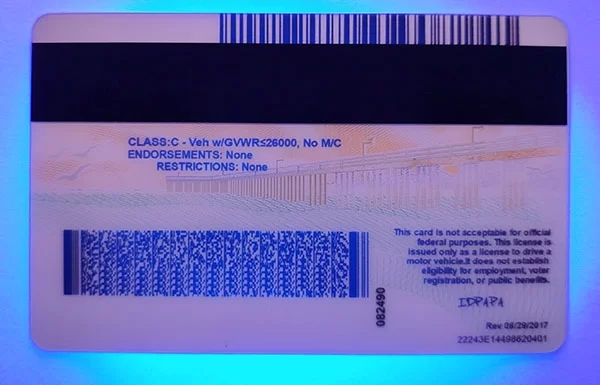 CLASS:C - Veh w/GVWR≤26000, No M/C
ENDORSEMENTS: None
RESTRICTIONS: None
This card is not acceptable for official
federal purposes. This license is
issued only as a license to drive a
motor vehicle.It does not establish
eligibility for employment, voter
registration, or public benefits.
082490
IDPAPA
Rev 08/29/2017
22243E14498620401